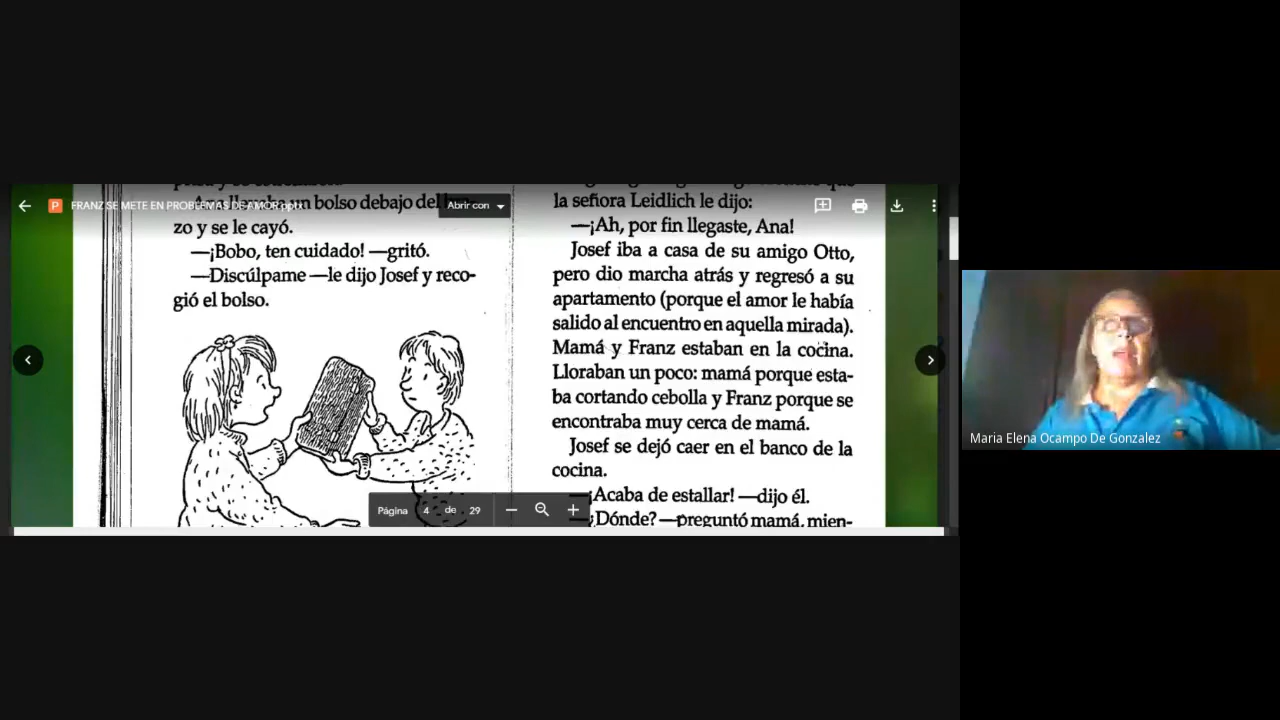 FRANZ SE METE EN PROBLEMAS DE AMOR.pptx
Abrir con
bolso debajo del
zo y se le cayó.
—¡Bobo, ten cuidado! —gritó.
—Discúlpame —le dijo Josef y reco-
gió el bolso.
la señora Leidlich le dijo:
—¡Ah, por fin llegaste, Ana!
Josef iba a casa de su amigo Otto,
pero dio marcha atrás y regresó a su
apartamento (porque el amor le había
salido al encuentro en aquella mirada).
Mamá y Franz estaban en la cocina.
Lloraban un poco: mamá porque esta-
ba cortando cebolla y Franz porque se
encontraba muy cerca de mamá.
Josef se dejó caer en el banco de la
cocina.
—¡Acaba de estallar! —dijo él.
—¿Dónde? —preguntó mamá, mien-
Página 4 de 29
Maria Elena Ocampo De Gonzalez